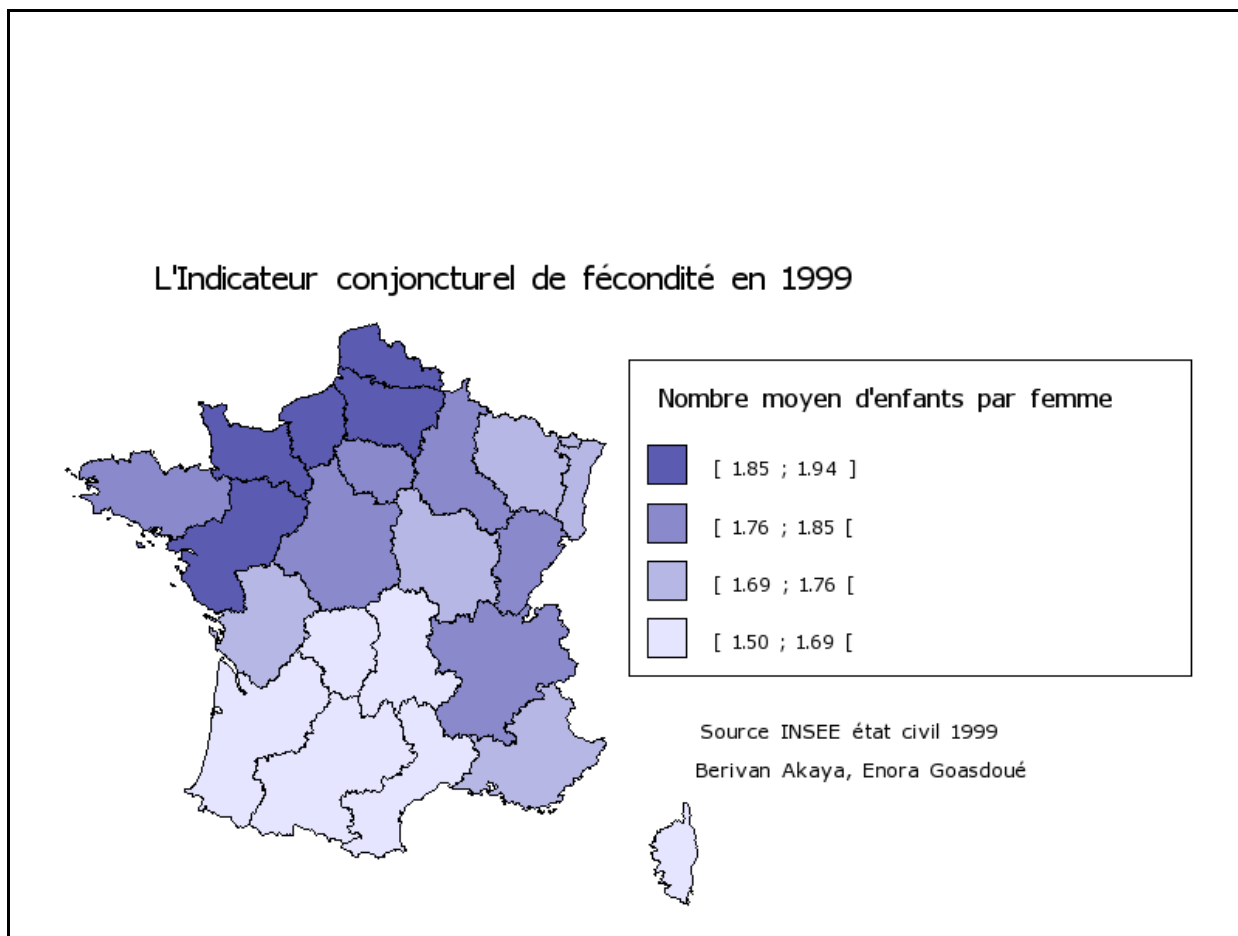 L'Indicateur conjoncturel de fécondité en 1999
Nombre moyen d'enfants par femme
[ 1.85 ; 1.94 ]
[ 1.76 ; 1.85 [
[ 1.69 ; 1.76 [
[ 1.50 ; 1.69 [
Source INSEE état civil 1999
Berivan Akaya, Enora Goasdoué